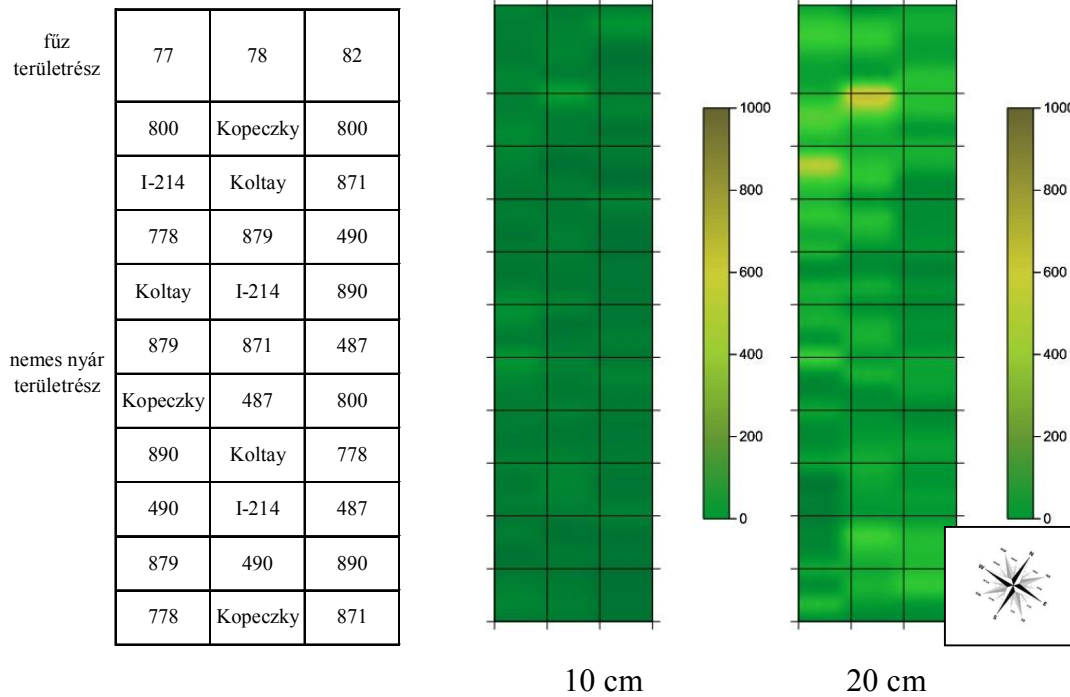 fűz
területrész
77 78 82
800 Kopeczky 800
I-214 Koltay 871
778 879 490
Koltay I-214 890
879 871 487
nemes nyár
területrész
Kopeczky 487 800
890 Koltay 778
490 I-214 487
879 490 890
778 Kopeczky 871
1000
800
600
400
200
0
1000
800
600
400
200
0
10 cm
20 cm